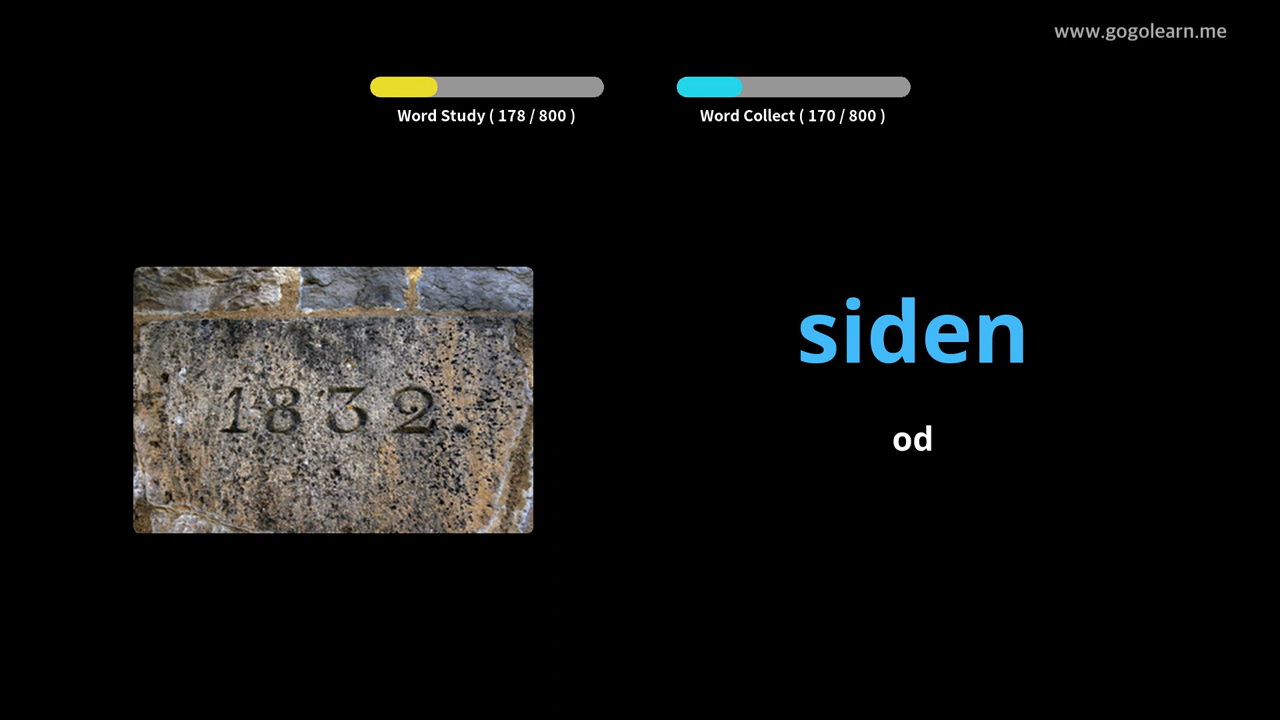 www.gogolearn.me
Word Study ( 178 / 800 )
Word Collect ( 170 / 800 )
1832.
siden
od